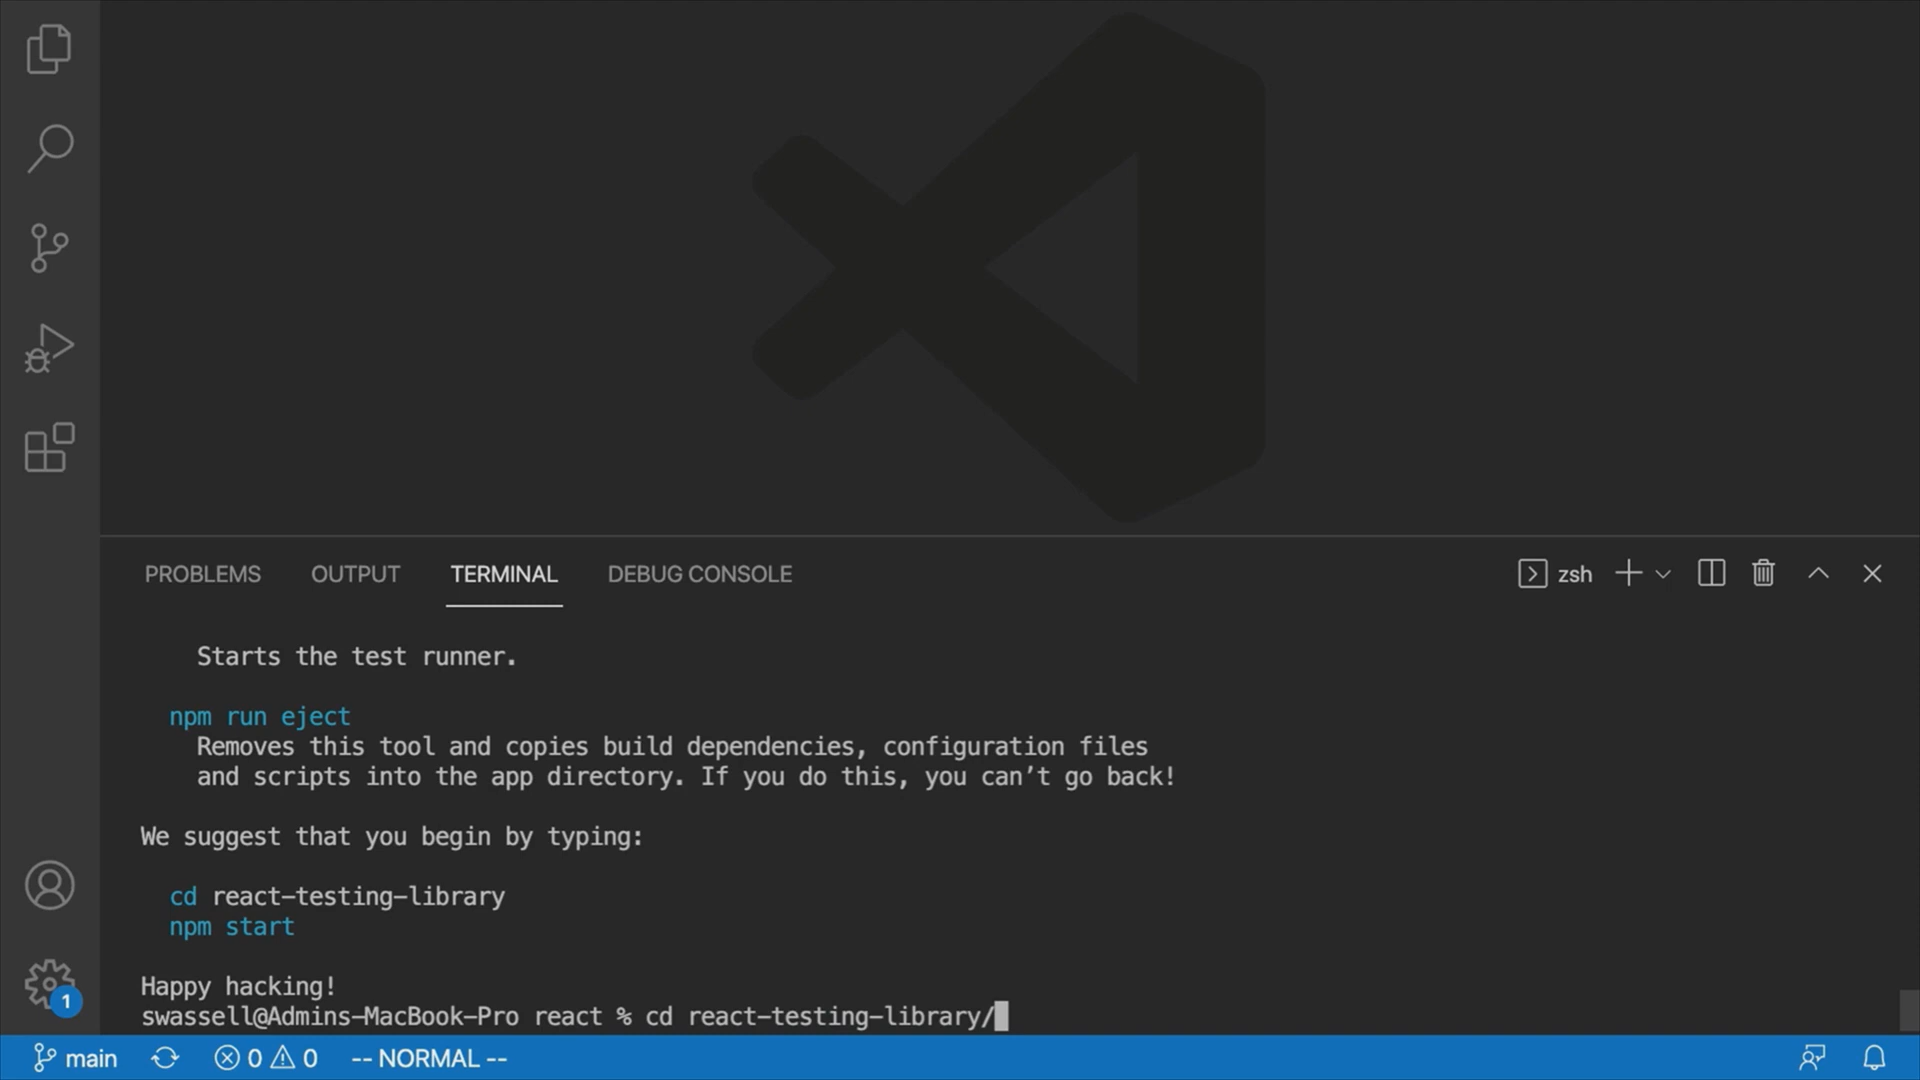 PROBLEMS OUTPUT TERMINAL DEBUG CONSOLE zsh
Starts the test runner.
npm run eject
Removes this tool and copies build dependencies, configuration files
and scripts into the app directory. If you do this, you can’t go back!
We suggest that you begin by typing:
cd react-testing-library
npm start
Happy hacking!
swassell@Admins-MacBook-Pro react % cd react-testing-library/
1
main 0 0 -- NORMAL --